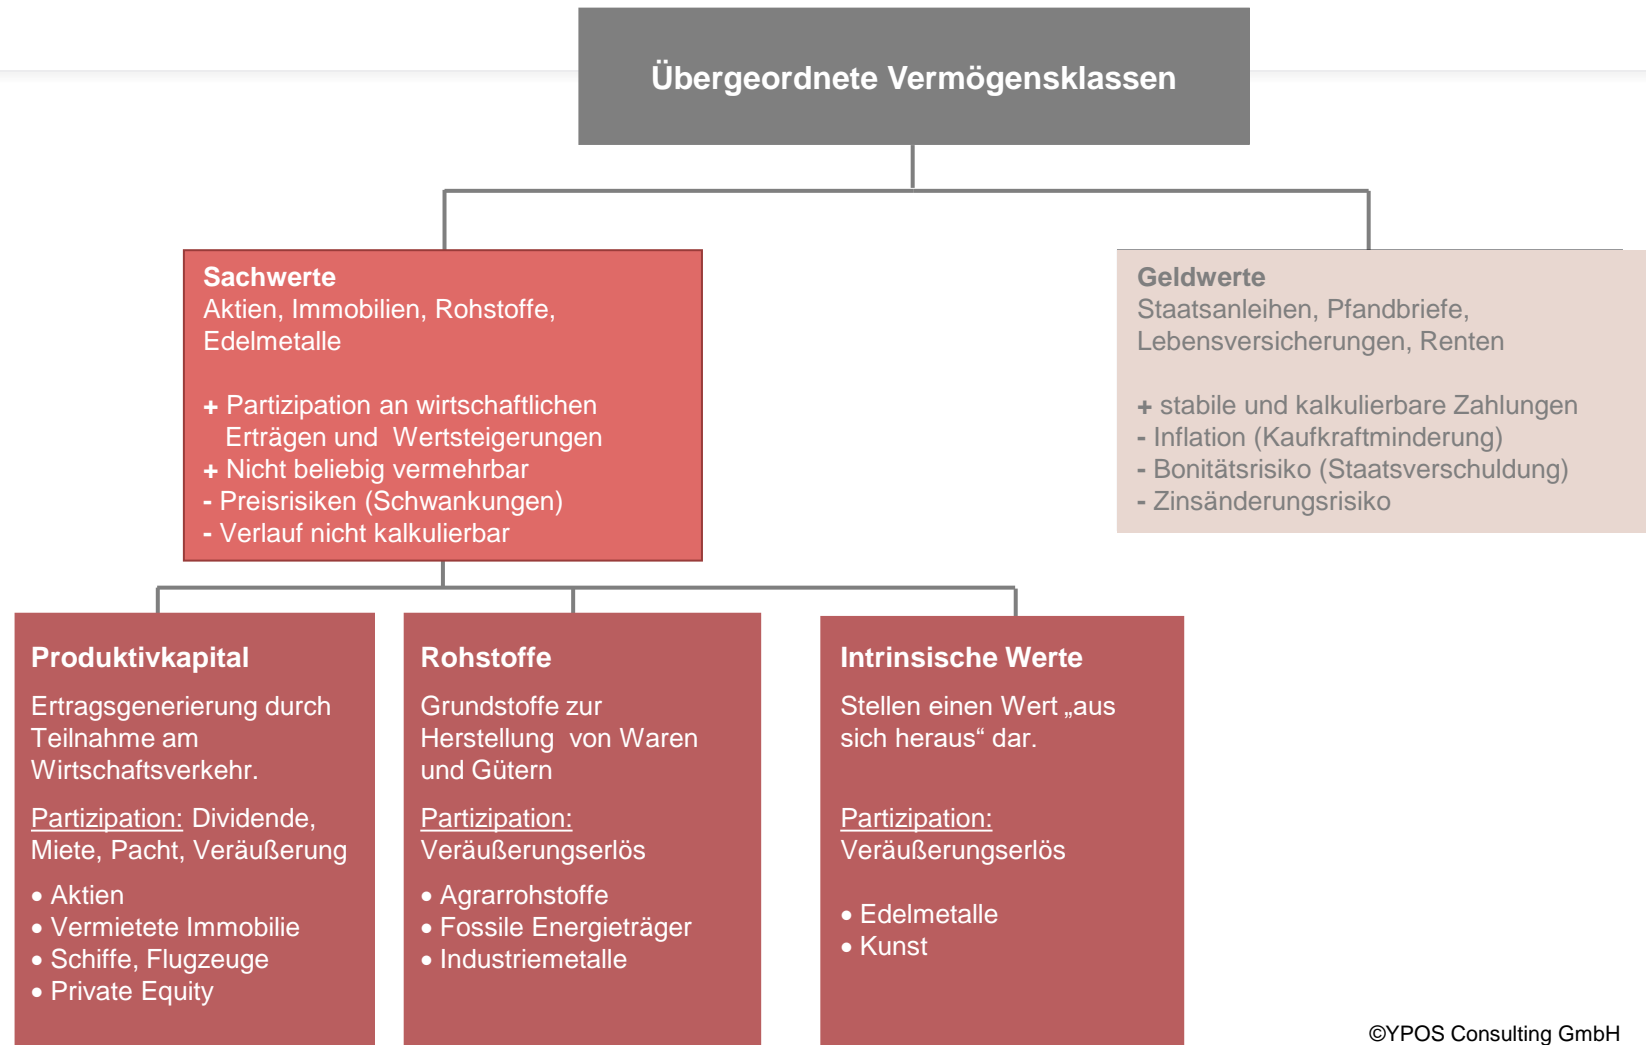 Übergeordnete Vermögensklassen
Sachwerte
Aktien, Immobilien, Rohstoffe,
Edelmetalle
+ Partizipation an wirtschaftlichen
Erträgen und Wertsteigerungen
+ Nicht beliebig vermehrbar
- Preisrisiken (Schwankungen)
- Verlauf nicht kalkulierbar
Geldwerte
Staatsanleihen, Pfandbriefe,
Lebensversicherungen, Renten
+ stabile und kalkulierbare Zahlungen
- Inflation (Kaufkraftminderung)
- Bonitätsrisiko (Staatsverschuldung)
- Zinsänderungsrisiko
Produktivkapital
Ertragsgenerierung durch
Teilnahme am
Wirtschaftsverkehr.
Partizipation: Dividende,
Miete, Pacht, Veräußerung
• Aktien
• Vermietete Immobilie
• Schiffe, Flugzeuge
• Private Equity
Rohstoffe
Grundstoffe zur
Herstellung von Waren
und Gütern
Partizipation:
Veräußerungserlös
• Agrarrohstoffe
• Fossile Energieträger
• Industriemetalle
Intrinsische Werte
Stellen einen Wert „aus
sich heraus“ dar.
Partizipation:
Veräußerungserlös
• Edelmetalle
• Kunst
©YPOS Consulting GmbH